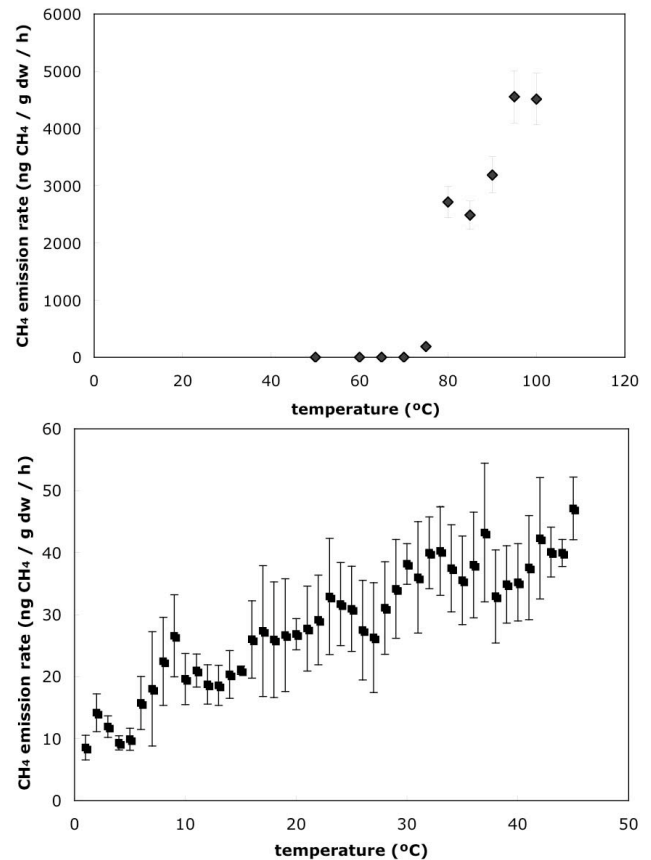 6000
5000
4000
3000
2000
1000
0
CH₄ emission rate (ng CH₄ / g dw / h)
0 20 40 60 80 100 120
temperature (ºC)
60
50
40
30
20
10
0
CH₄ emission rate (ng CH₄ / g dw / h)
0 10 20 30 40 50
temperature (ºC)